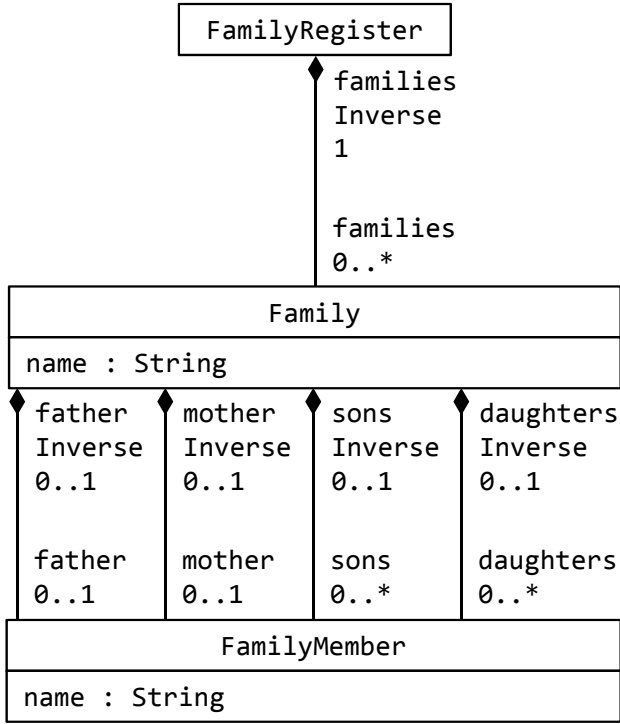 FamilyRegister
families
Inverse
1
families
0..*
Family
name : String
father mother sons daughters
Inverse Inverse Inverse Inverse
0..1 0..1 0..1 0..1
father mother sons daughters
0..1 0..1 0..* 0..*
FamilyMember
name : String